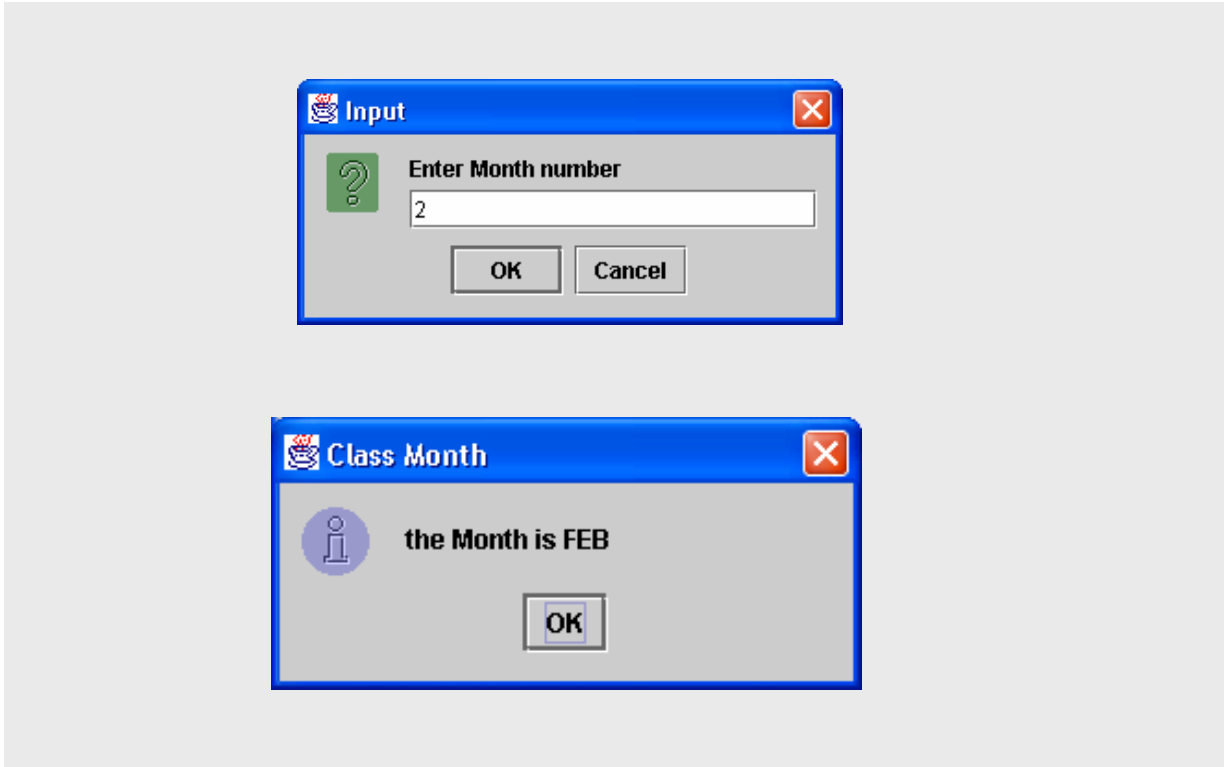 Input
Enter Month number
2
OK Cancel
Class Month
the Month is FEB
OK